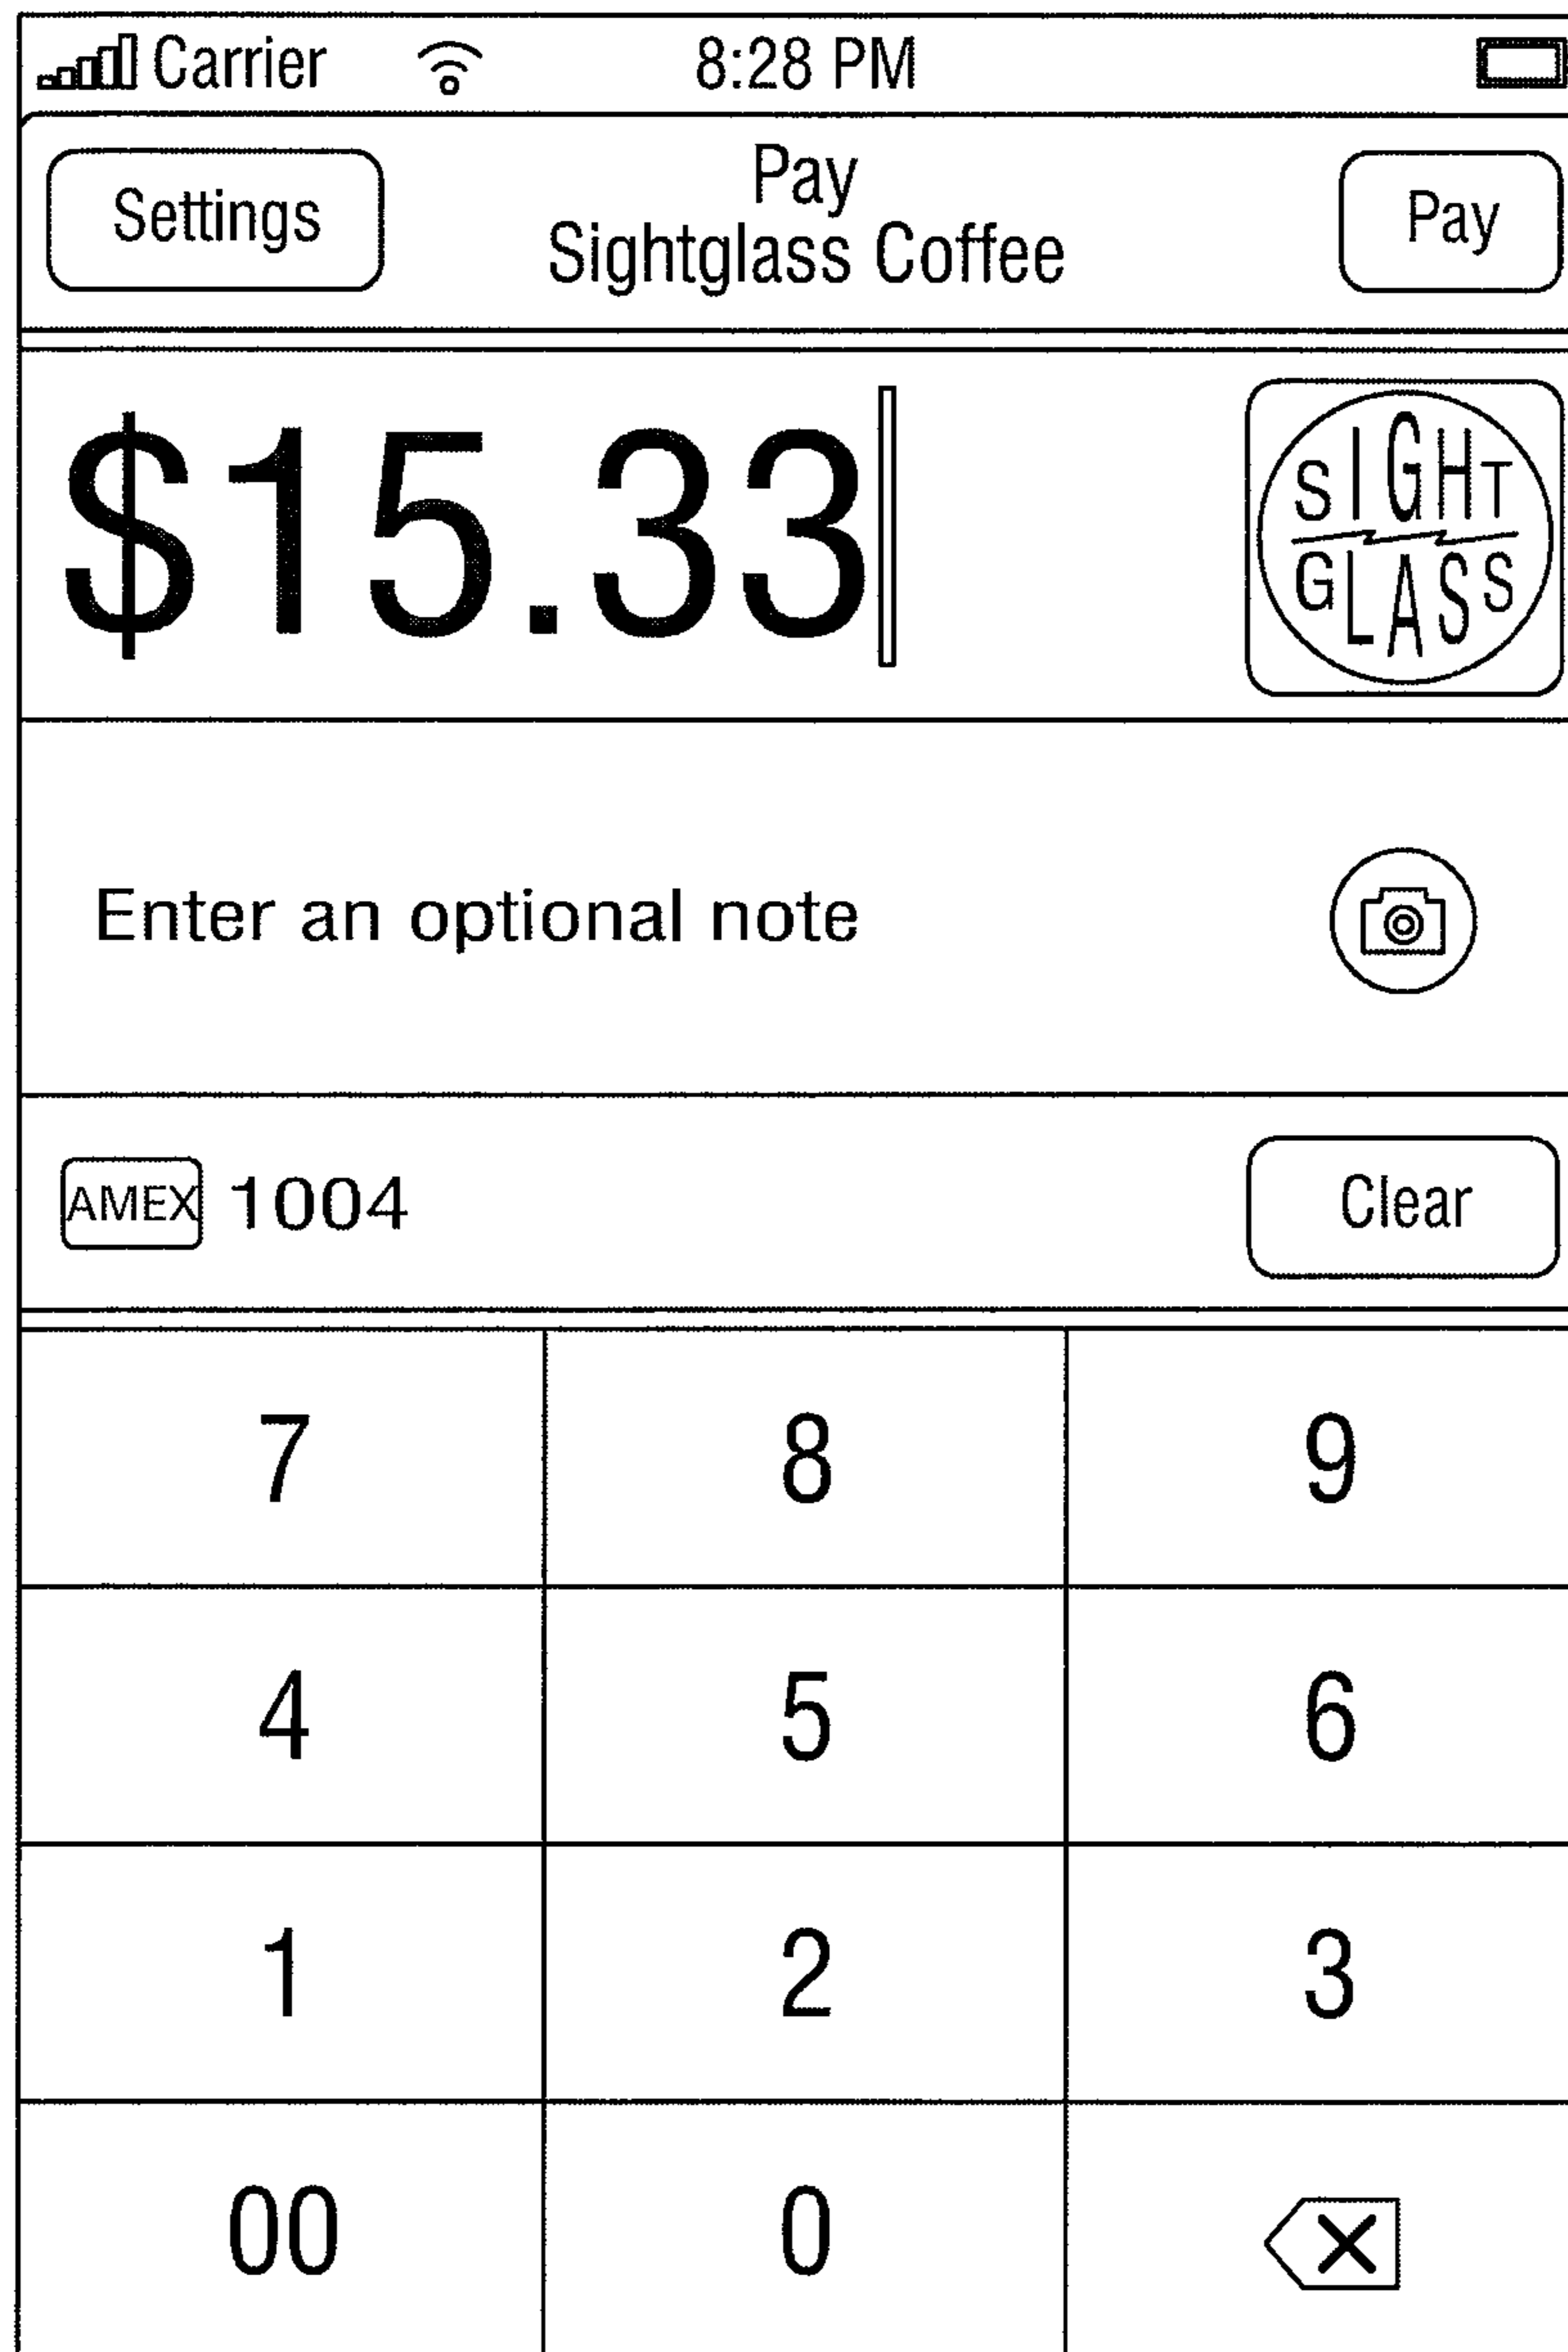 Carrier 8:28 PM
Settings Pay Pay
Sightglass Coffee
$15.33 SIGHT
GLASS
Enter an optional note
AMEX 1004 Clear
7 8 9
4 5 6
1 2 3
00 0